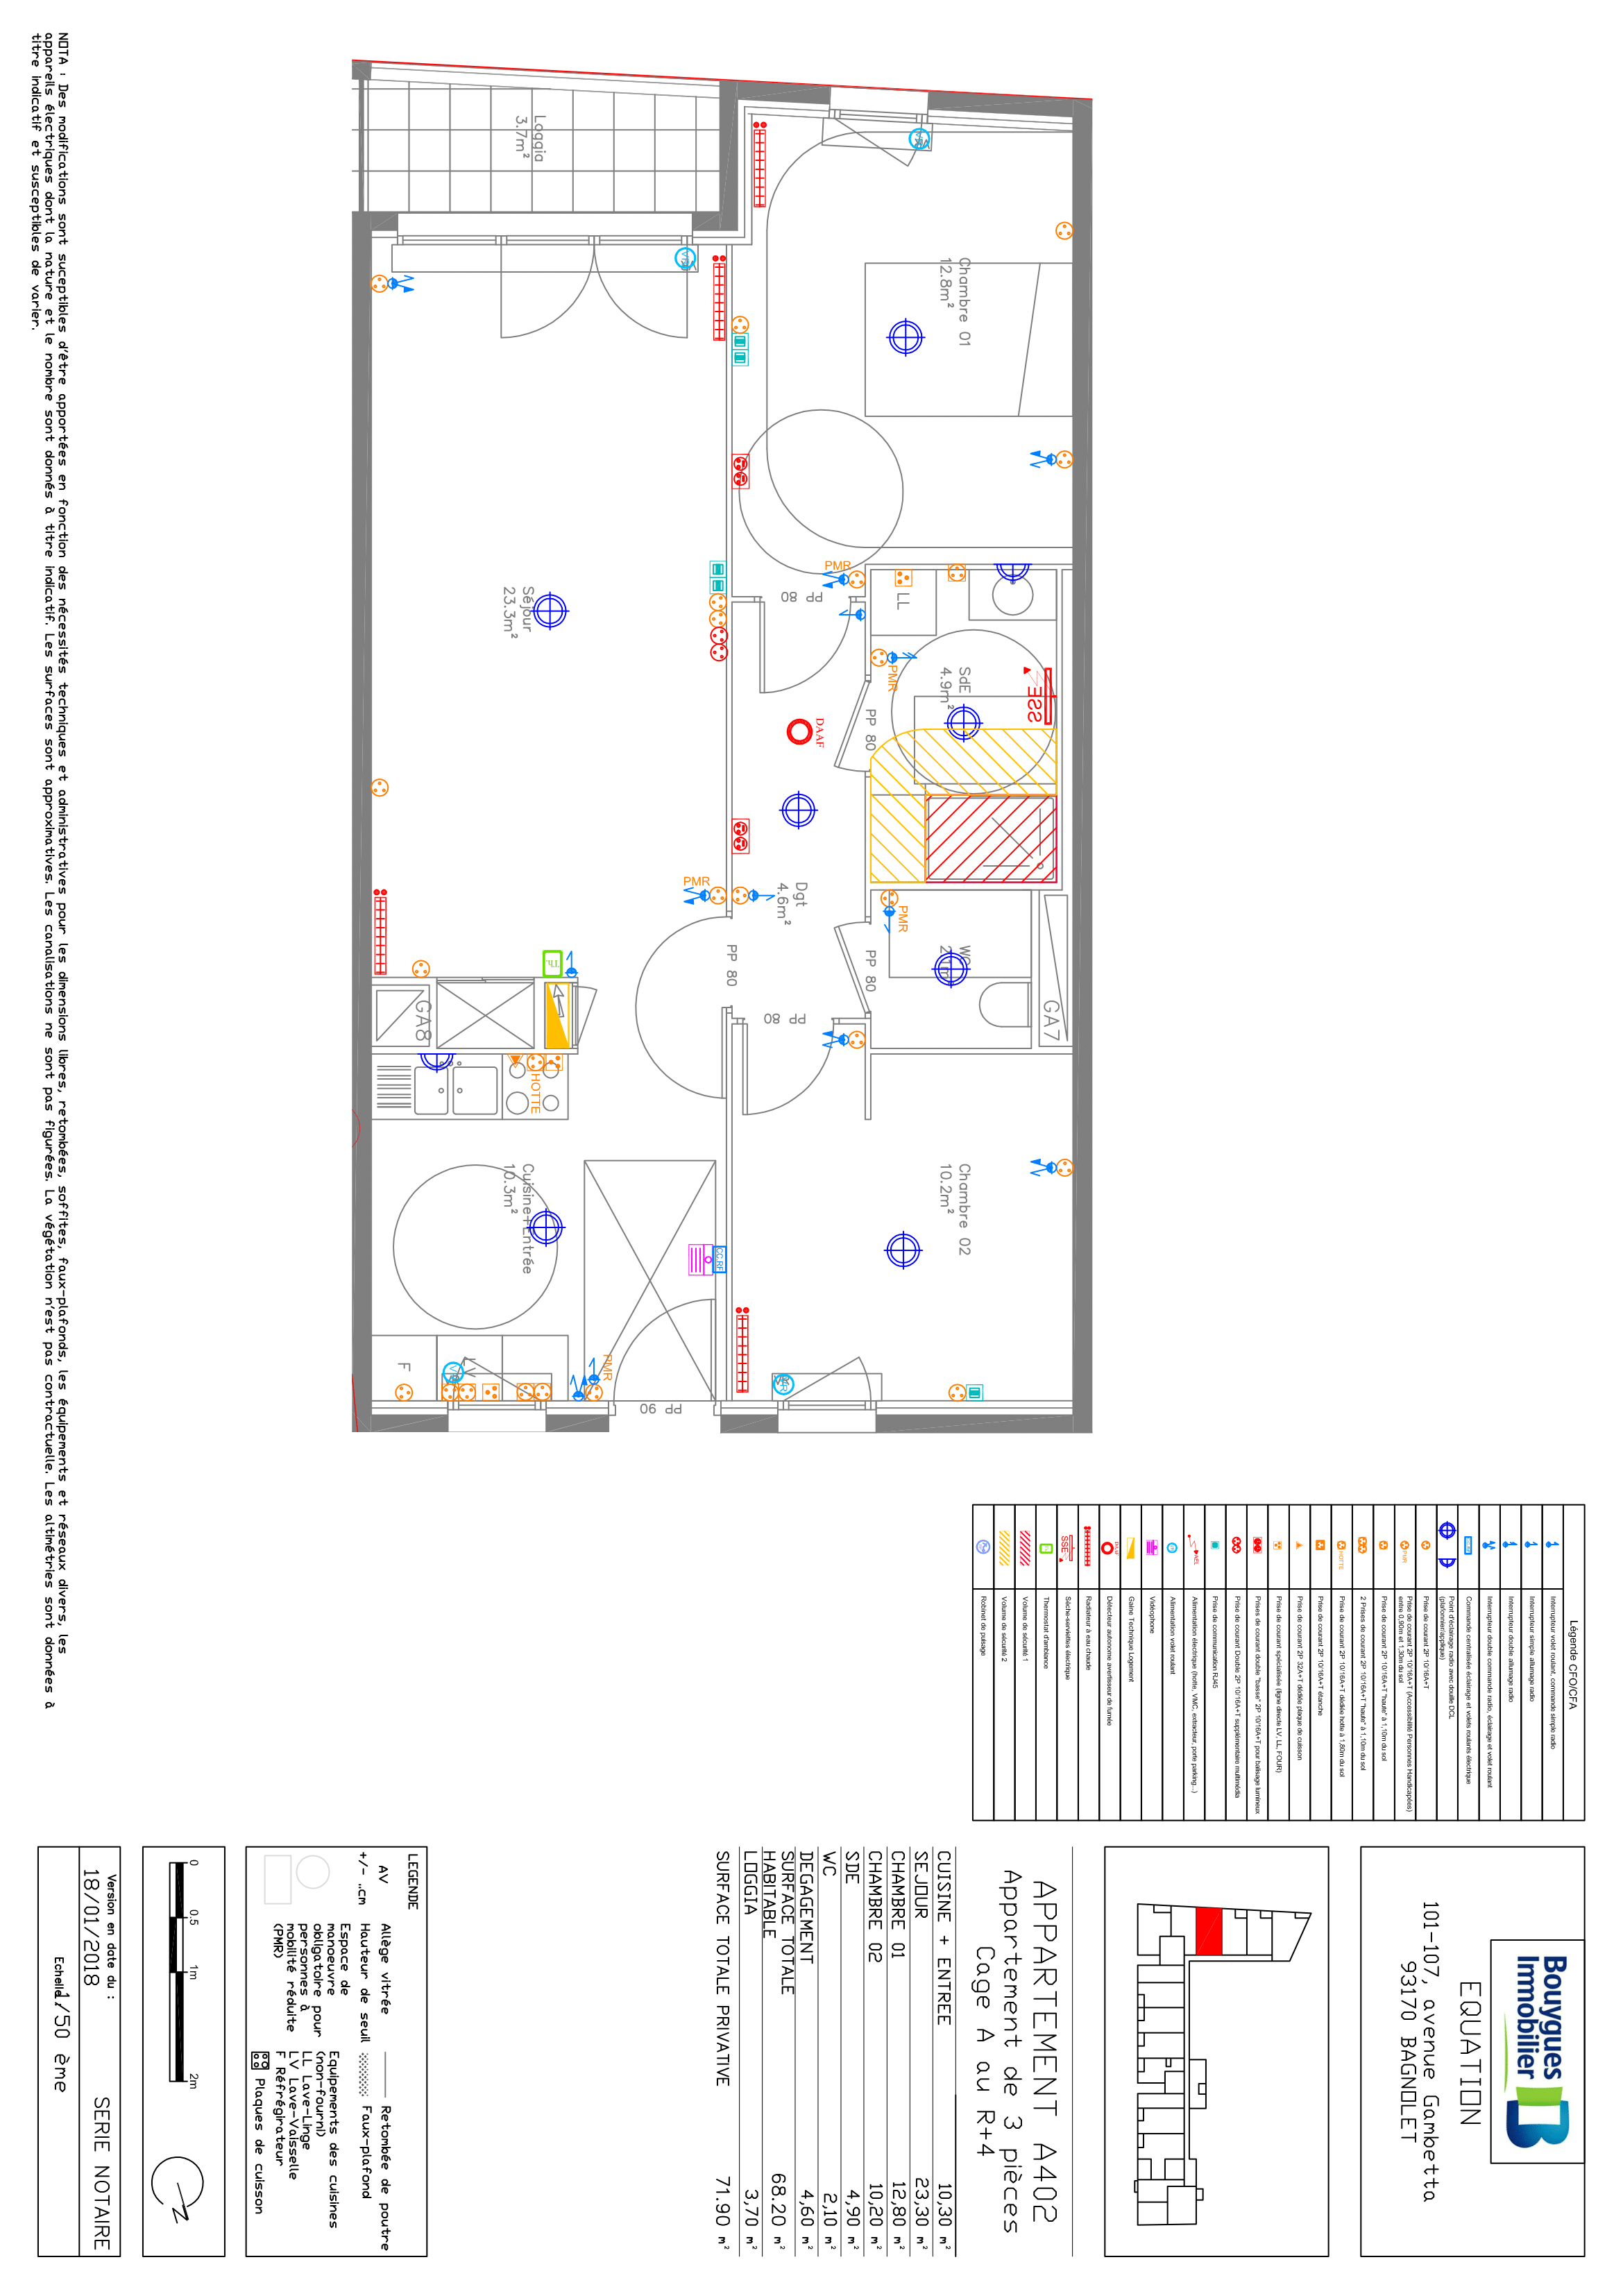 Bouygues
Immobilier
EQUATION
101-107, avenue Gambetta
93170 BAGNOLET
APPARTEMENT A402
Appartement de 3 pièces
Cage A au R+4
CUISINE + ENTREE 10,30 m²
SEJOUR 23,30 m²
CHAMBRE 01 12,80 m²
CHAMBRE 02 10,20 m²
SDE 4,90 m²
WC 2,10 m²
DEGAGEMENT 4,60 m²
SURFACE TOTALE
HABITABLE 68.20 m²
LOGGIA 3,70 m²
SURFACE TOTALE PRIVATIVE 71.90 m²
LEGENDE
AV Allège vitrée
+/- ..cm Hauteur de seuil
Espace de
manoeuvre
obligatoire pour
personnes à
mobilité réduite
(PMR)
Retombée de poutre
Faux-plafond
Equipements des cuisines
(non-fourni)
LL Lave-Linge
LV Lave-Vaisselle
F Réfrigérateur
Plaques de cuisson
0 0.5 1m 2m
N
Version en date du :
18/01/2018
SERIE NOTAIRE
Echelle 1/50 ème
Légende CFO/CFA
Interrupteur volet roulant, commande simple radio
Interrupteur simple allumage radio
Interrupteur double allumage radio
Interrupteur double commande radio, éclairage et volet roulant
Commande centralisée éclairage et volets roulants électrique
Point d'éclairage radio avec douille DCL
(plafonnier/applique)
Prise de courant 2P 10/16A+T
PMR
Prise de courant 2P 10/16A+T (Accessibilité Personnes Handicapées)
entre 0,90m et 1,30m du sol
Prise de courant 2P 10/16A+T "haute" à 1,10m du sol
2 Prises de courant 2P 10/16A+T "haute" à 1,10m du sol
HOTTE
Prise de courant 2P 10/16A+T dédiée hotte à 1,80m du sol
Prise de courant 2P 10/16A+T étanche
Prise de courant 2P 32A+T dédiée plaque de cuisson
Prise de courant spécialisée (ligne directe LV, LL, FOUR)
Prises de courant double "basse" 2P 10/16A+T pour balisage lumineux
Prise de courant Double 2P 10/16A+T supplémentaire multimédia
Prise de communication RJ45
Alimentation électrique (hotte, VMC, extracteur, porte parking...)
Alimentation volet roulant
Vidéophone
Gaine Technique Logement
DAAF
Détecteur autonome avertisseur de fumée
Radiateur à eau chaude
SSE
Sèche-serviettes électrique
Thermostat d'ambiance
Volume de sécurité 1
Volume de sécurité 2
Robinet de puisage
Loggia
3.7m²
Chambre 01
12.8m²
Séjour
23.3m²
PMR
PP 80
LL
PMR
SdE
4.9m²
SSE
PP 80
DAAF
Dgt
4.6m²
PMR
PP 80
PMR
PP 80
GA7
PP 80
GA8
HOTTE
Cuisine+Entrée
10.3m²
Chambre 02
10.2m²
F
PMR
PP 90
NOTA : Des modifications sont susceptibles d'être apportées en fonction des nécessités techniques et administratives pour les dimensions libres, retombées, soffites, faux-plafonds, les équipements et réseaux divers, les
appareils électriques dont la nature et le nombre sont donnés à titre indicatif. Les surfaces sont approximatives. Les canalisations ne sont pas figurées. La végétation n'est pas contractuelle. Les altimétries sont données à
titre indicatif et susceptibles de varier.